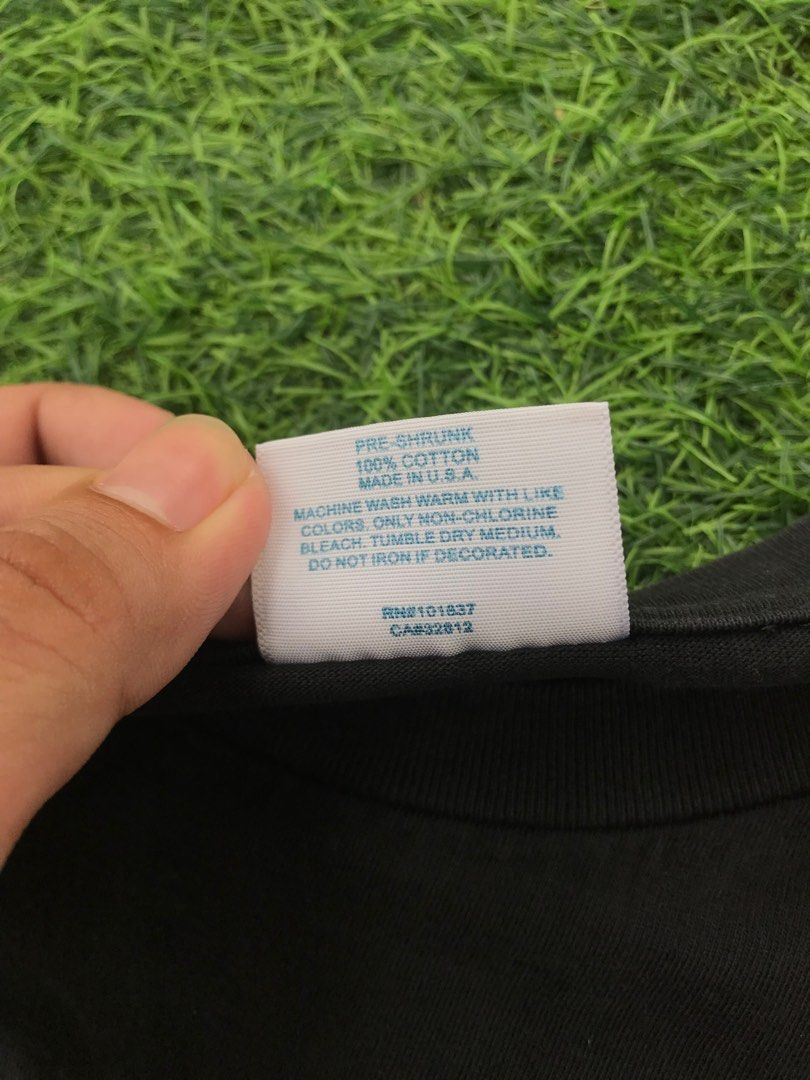 PRE-SHRUNK
100% COTTON
MADE IN U.S.A.
MACHINE WASH WARM WITH LIKE
COLORS. ONLY NON-CHLORINE
BLEACH. TUMBLE DRY MEDIUM.
DO NOT IRON IF DECORATED.
RN#101837
CA#32812